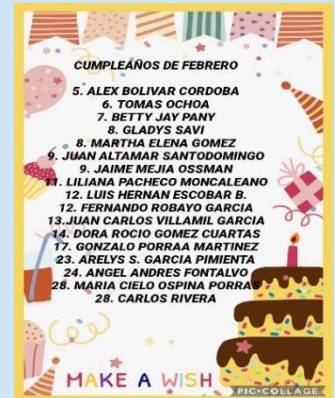 CUMPLEAÑOS DE FEBRERO
5. ALEX BOLIVAR CORDOBA
6. TOMAS OCHOA
7. BETTY JAY PANY
8. GLADYS SAVI
8. MARTHA ELENA GOMEZ
9. JUAN ALTAMAR SANTODOMINGO
9. JAIME MEJIA OSSMAN
11. LILIANA PACHECO MONCALEANO
12. LUIS HERNAN ESCOBAR B.
12. FERNANDO ROBAYO GARCIA
13.JUAN CARLOS VILLAMIL GARCIA
14. DORA ROCIO GOMEZ CUARTAS
17. GONZALO PORRAA MARTINEZ
23. ARELYS S. GARCIA PIMIENTA
24. ANGEL ANDRES FONTALVO
28. MARIA CIELO OSPINA PORRAS
28. CARLOS RIVERA
MAKE A WISH
PIC•COLLAGE